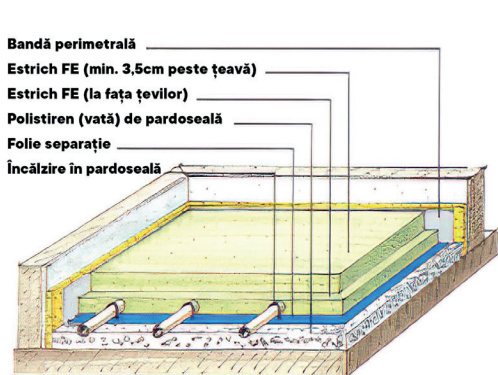 Bandă perimetrală
Estrich FE (min. 3,5cm peste țeavă)
Estrich FE (la fața țevilor)
Polistiren (vată) de pardoseală
Folie separație
Încălzire în pardoseală